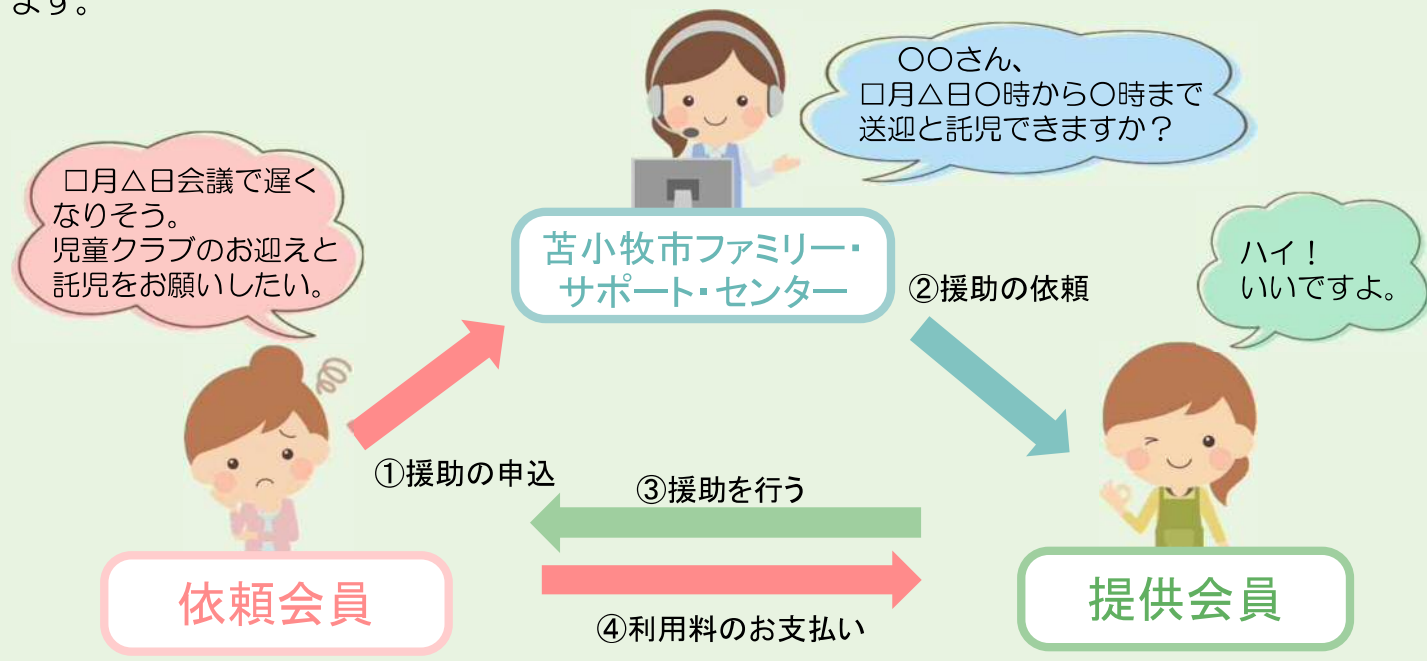 ます。
〇〇さん、
□月△日〇時から〇時まで
送迎と託児できますか？
□月△日会議で遅く
なりそう。
児童クラブのお迎えと
託児をお願いしたい。
苫小牧市ファミリー・
サポート・センター
②援助の依頼
ハイ！
いいですよ。
①援助の申込
③援助を行う
依頼会員
提供会員
④利用料のお支払い